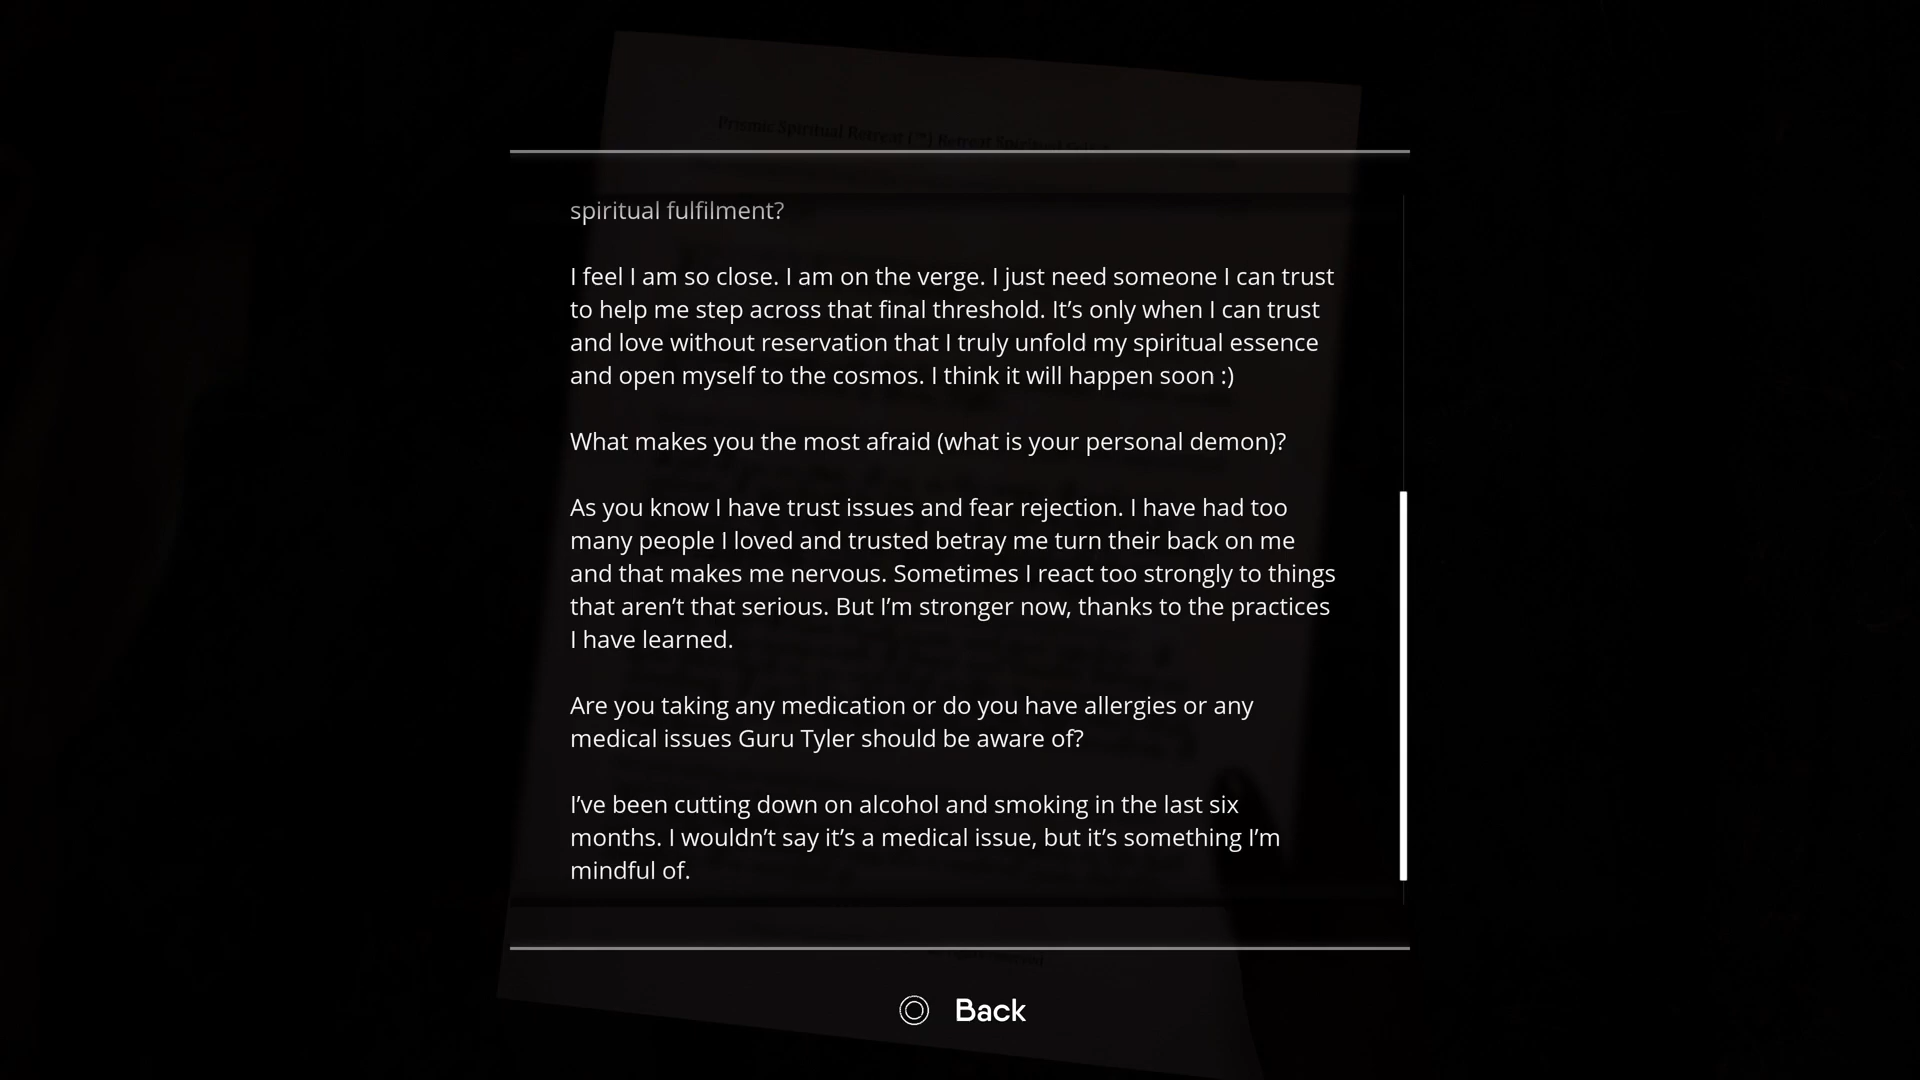 Prismic Spiritual Retreat (™) Retreat Spiritual
spiritual fulfilment?
I feel I am so close. I am on the verge. I just need someone I can trust
to help me step across that final threshold. It’s only when I can trust
and love without reservation that I truly unfold my spiritual essence
and open myself to the cosmos. I think it will happen soon :)
What makes you the most afraid (what is your personal demon)?
As you know I have trust issues and fear rejection. I have had too
many people I loved and trusted betray me turn their back on me
and that makes me nervous. Sometimes I react too strongly to things
that aren’t that serious. But I’m stronger now, thanks to the practices
I have learned.
Are you taking any medication or do you have allergies or any
medical issues Guru Tyler should be aware of?
I’ve been cutting down on alcohol and smoking in the last six
months. I wouldn’t say it’s a medical issue, but it’s something I’m
mindful of.
Back